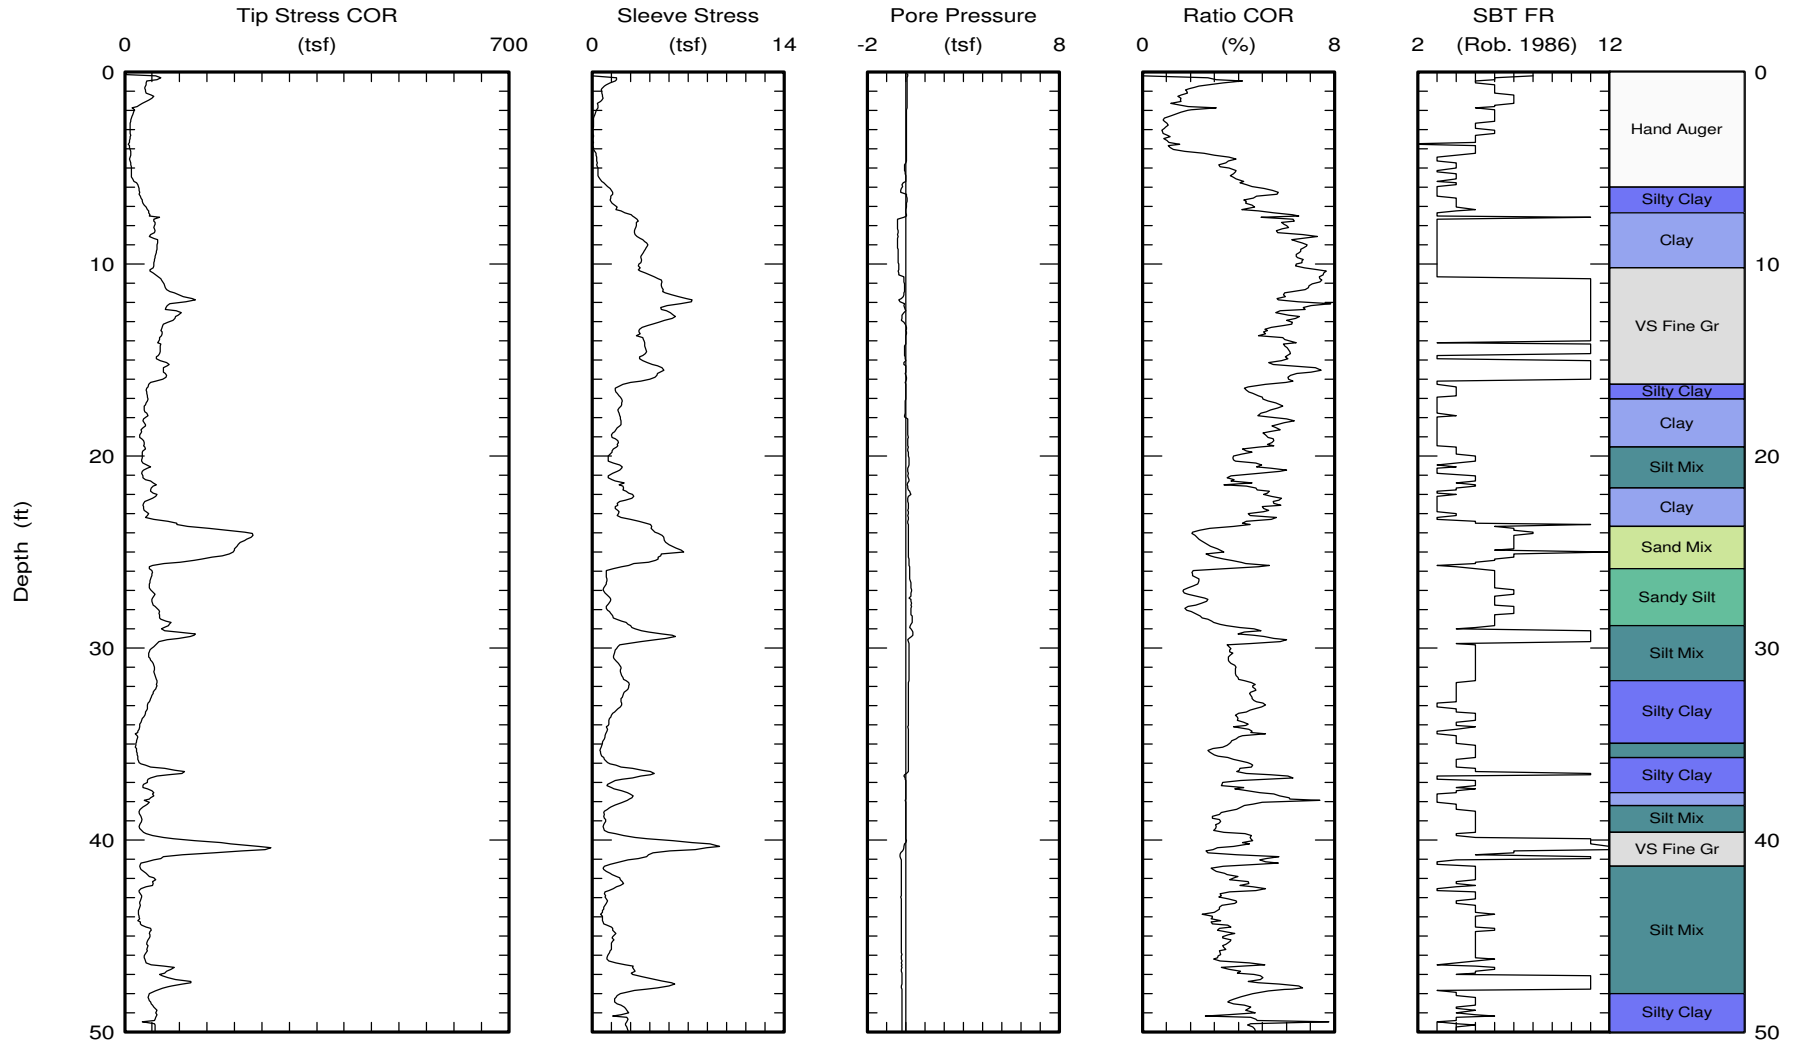 Tip Stress COR Sleeve Stress Pore Pressure Ratio COR SBT FR
0 (tsf) 700 0 (tsf) 14 -2 (tsf) 8 0 (%) 8 2 (Rob. 1986) 12
0 0
Hand Auger
Silty Clay
Clay
10 10
VS Fine Gr
Silty Clay
Clay
20 20
Silt Mix
Clay
Depth (ft)
Sand Mix
Sandy Silt
30 30
Silt Mix
Silty Clay
Silty Clay
Silt Mix
40 40
VS Fine Gr
Silt Mix
Silty Clay
50 50